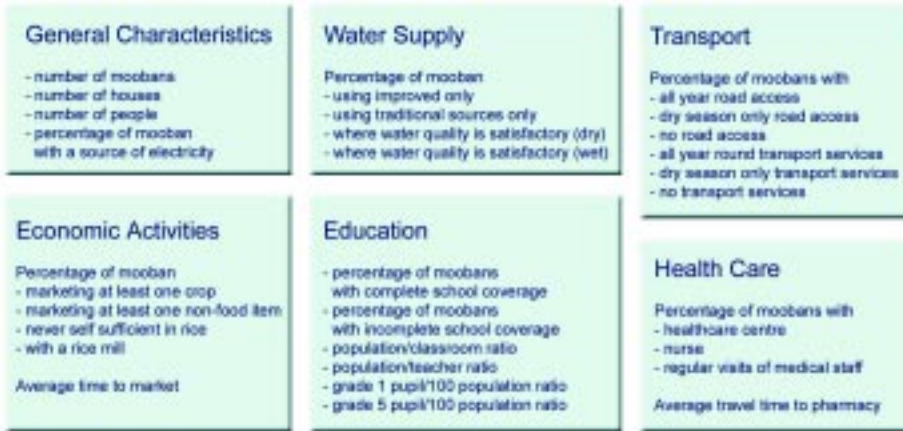 General Characteristics
- number of moobans
- number of houses
- number of people
- percentage of mooban
with a source of electricity
Water Supply
Percentage of mooban
- using improved only
- using traditional sources only
- where water quality is satisfactory (dry)
- where water quality is satisfactory (wet)
Transport
Percentage of moobans with
- all year road access
- dry season only road access
- no road access
- all year round transport services
- dry season only transport services
- no transport services
Economic Activities
Percentage of mooban
- marketing at least one crop
- marketing at least one non-food item
- never self sufficient in rice
- with a rice mill
Average time to market
Education
- percentage of moobans
with complete school coverage
- percentage of moobans
with incomplete school coverage
- population/classroom ratio
- population/teacher ratio
- grade 1 pupil/100 population ratio
- grade 5 pupil/100 population ratio
Health Care
Percentage of moobans with
- healthcare centre
- nurse
- regular visits of medical staff
Average travel time to pharmacy